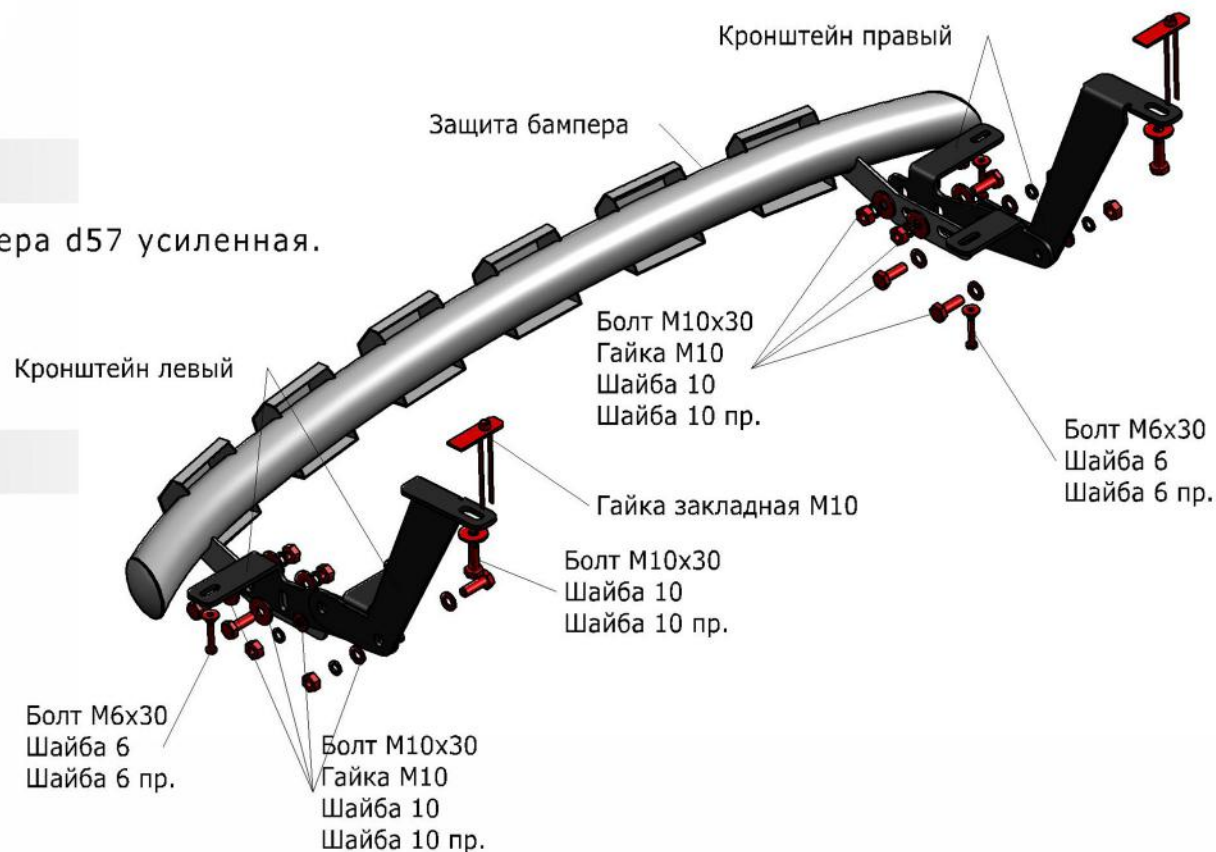 Кронштейн правый
Защита бампера
d57 усиленная.
Болт М10х30
Гайка М10
Шайба 10
Шайба 10 пр.
Кронштейн левый
Болт М6х30
Шайба 6
Шайба 6 пр.
Гайка закладная М10
Болт М10х30
Шайба 10
Шайба 10 пр.
Болт М6х30
Шайба 6
Шайба 6 пр.
Болт М10х30
Гайка М10
Шайба 10
Шайба 10 пр.